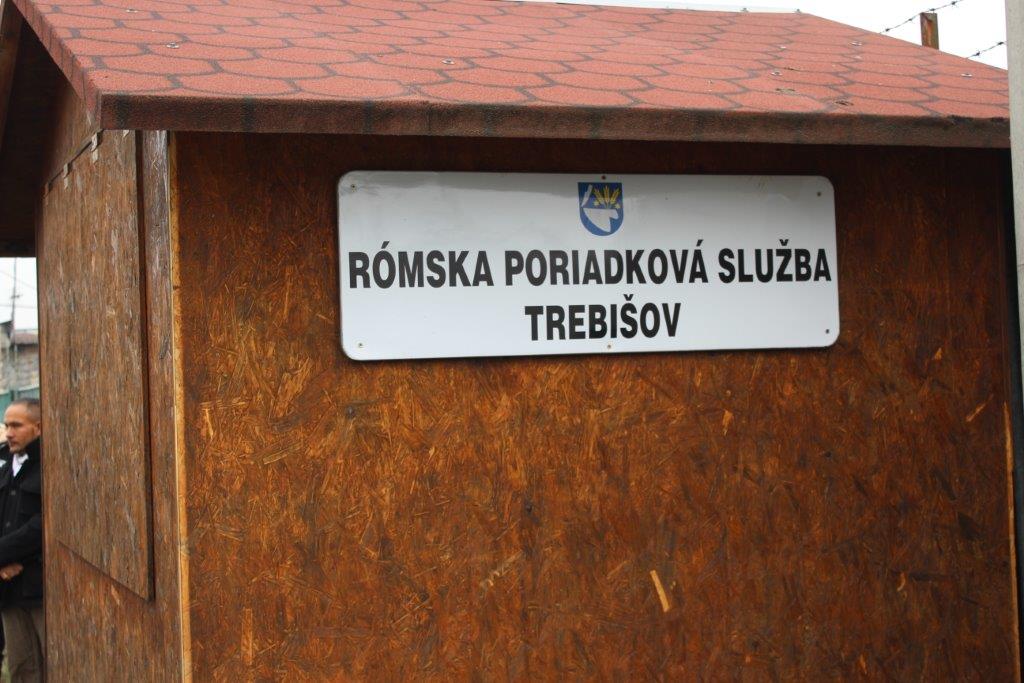 RÓMSKA PORIADKOVÁ SLUŽBA
TREBIŠOV